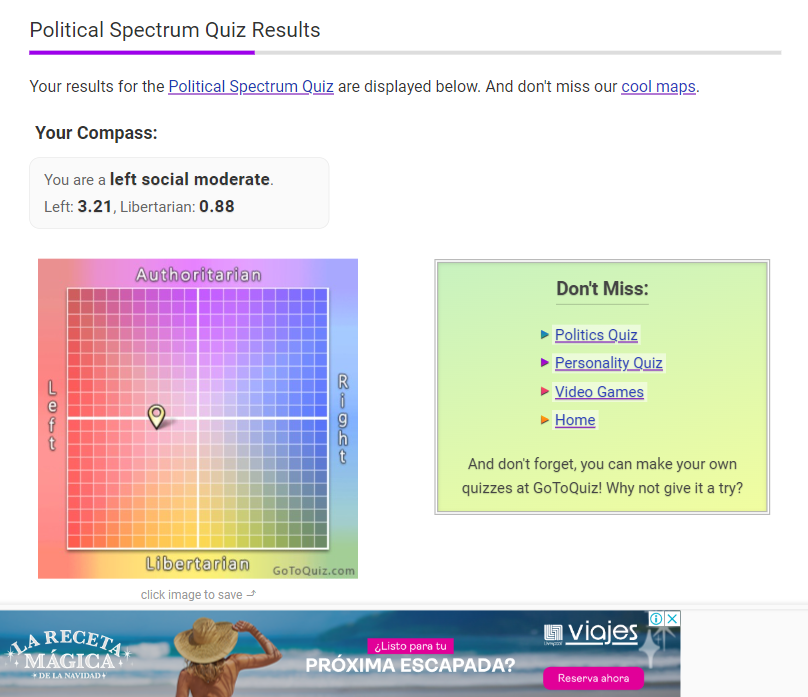 Political Spectrum Quiz Results
Your results for the Political Spectrum Quiz are displayed below. And don't miss our cool maps.
Your Compass:
You are a left social moderate.
Left: 3.21, Libertarian: 0.88
Authoritarian
Left
Right
Libertarian
GoToQuiz.com
click image to save
Don't Miss:
Politics Quiz
Personality Quiz
Video Games
Home
And don't forget, you can make your own
quizzes at GoToQuiz! Why not give it a try?
LA RECETA
MÁGICA
DE LA NAVIDAD
¿Listo para tu
PRÓXIMA ESCAPADA?
viajes
Reserva ahora